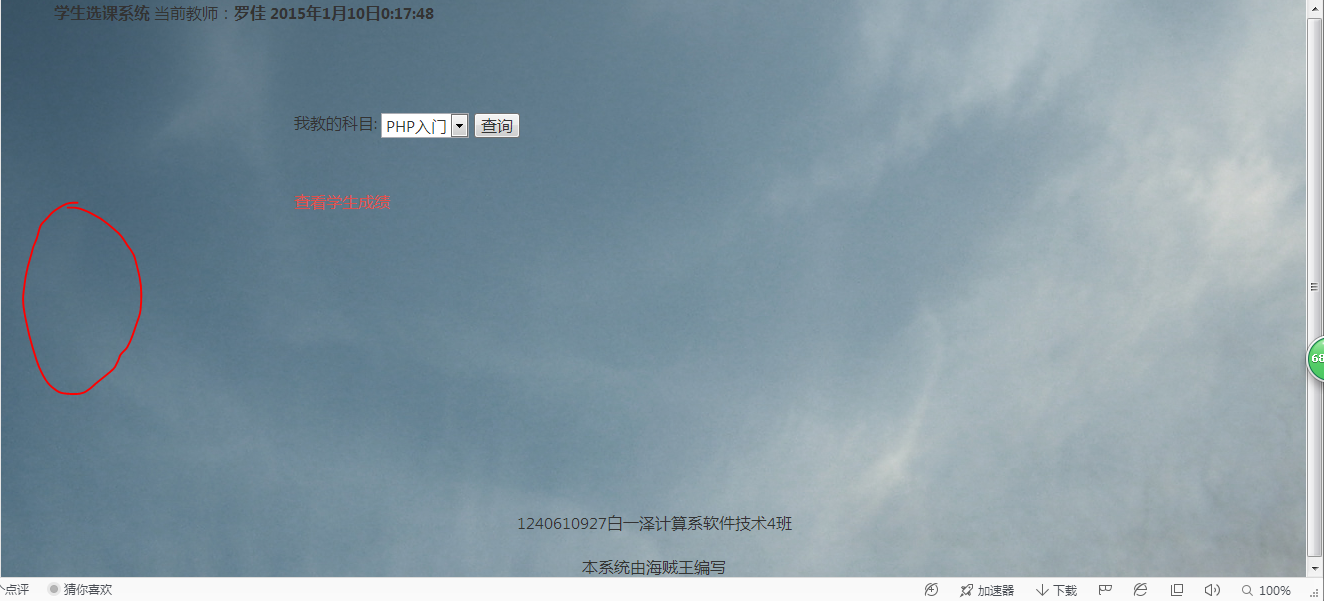 学生选课系统 当前教师：罗佳 2015年1月10日0:17:48
我教的科目: PHP入门 查询
查看学生成绩
1240610927白一泽计算系软件技术4班
本系统由海贼王编写
68
个点评 猜你喜欢 加速器 下载 100%